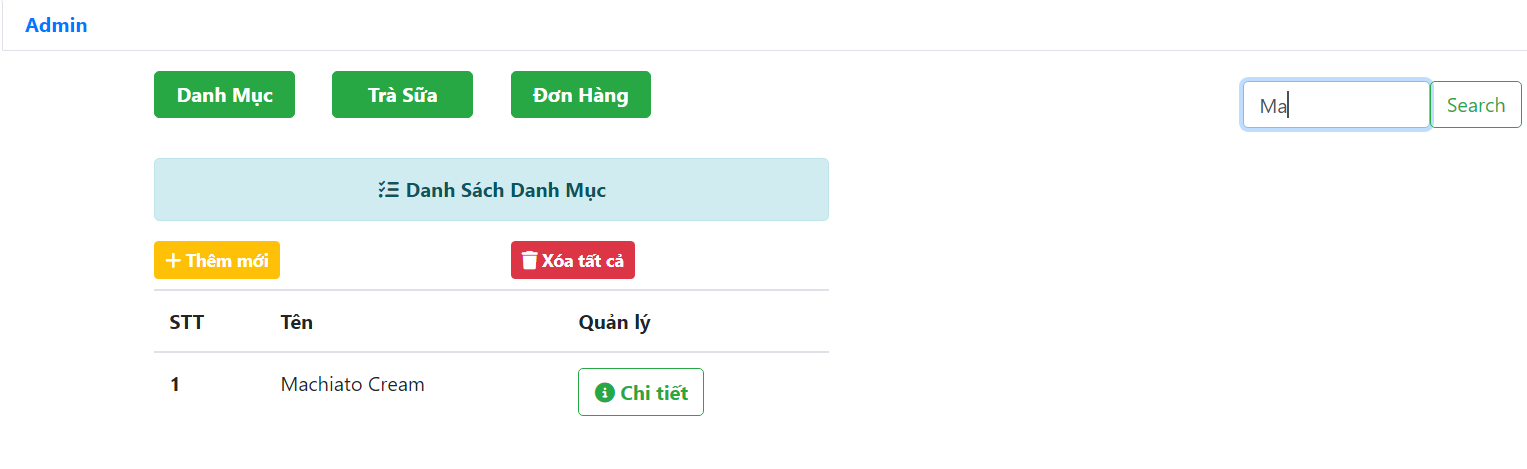 Admin
Danh Mục Trà Sữa Đơn Hàng Ma Search
Danh Sách Danh Mục
Thêm mới Xóa tất cả
STT Tên Quản lý
1 Machiato Cream Chi tiết